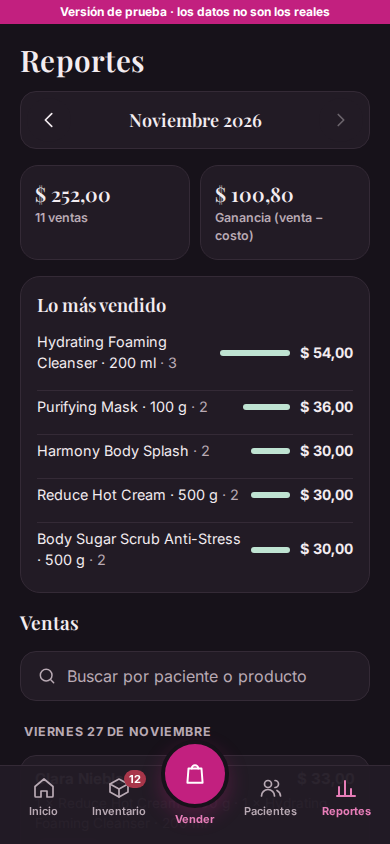 Versión de prueba · los datos no son los reales
Reportes
Noviembre 2026
$ 252,00
11 ventas
$ 100,80
Ganancia (venta –
costo)
Lo más vendido
Hydrating Foaming
Cleanser · 200 ml · 3
$ 54,00
Purifying Mask · 100 g · 2
$ 36,00
Harmony Body Splash · 2
$ 30,00
Reduce Hot Cream · 500 g · 2
$ 30,00
Body Sugar Scrub Anti-Stress
· 500 g · 2
$ 30,00
Ventas
Buscar por paciente o producto
VIERNES 27 DE NOVIEMBRE
$ 33,00
12
Inicio
Inventario
Vender
Pacientes
Reportes